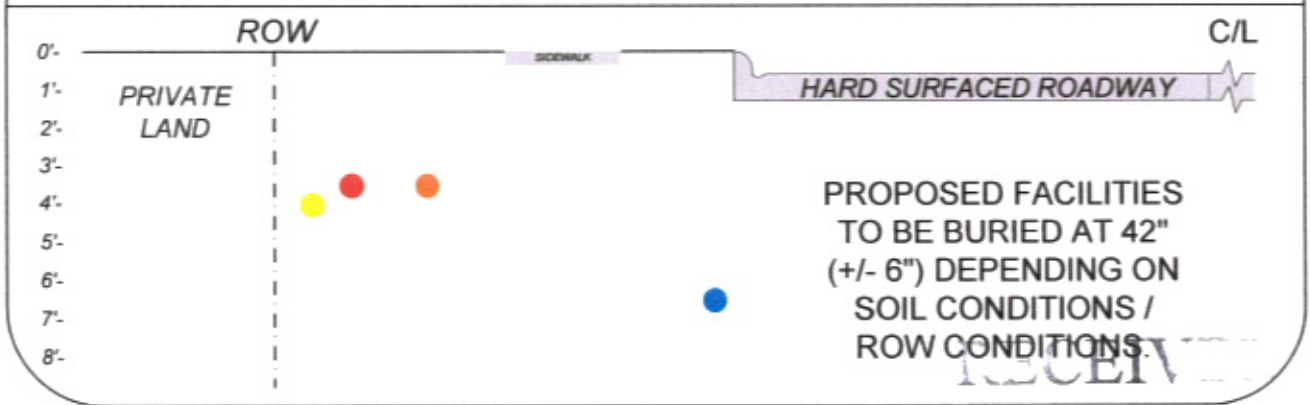 ROW
C/L
0'-
SIDEWALK
1'-
HARD SURFACED ROADWAY
PRIVATE
LAND
2'-
3'-
4'-
5'-
6'-
7'-
8'-
PROPOSED FACILITIES
TO BE BURIED AT 42"
(+/- 6") DEPENDING ON
SOIL CONDITIONS /
ROW CONDITIONS.